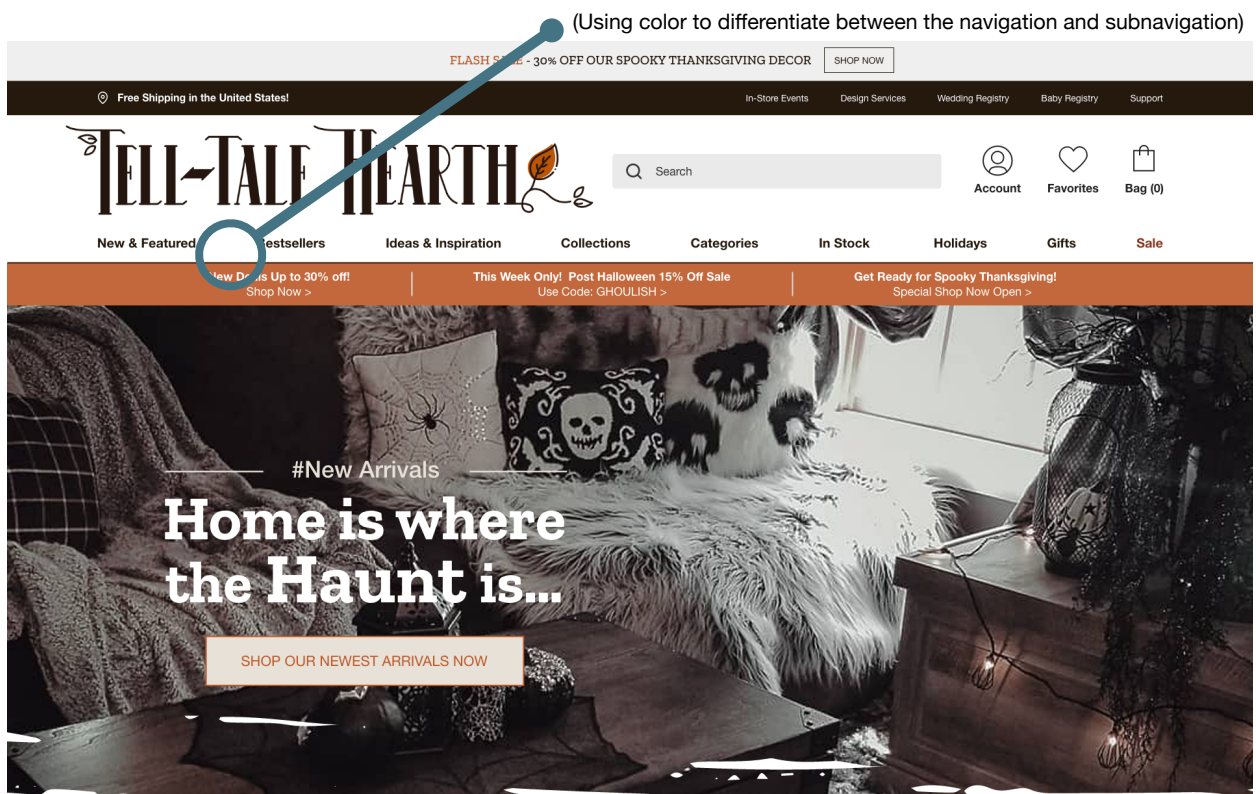 (Using color to differentiate between the navigation and subnavigation)
FLASH SALE - 30% OFF OUR SPOOKY THANKSGIVING DECOR SHOP NOW
Free Shipping in the United States! In-Store Events Design Services Wedding Registry Baby Registry Support
TELL-TALE HEARTH
Search
Account Favorites Bag (0)
New & Featured Bestsellers Ideas & Inspiration Collections Categories In Stock Holidays Gifts Sale
New Deals Up to 30% off! This Week Only! Post Halloween 15% Off Sale Get Ready for Spooky Thanksgiving!
Shop Now > Use Code: GHOULISH > Special Shop Now Open >
#New Arrivals
Home is where
the Haunt is...
SHOP OUR NEWEST ARRIVALS NOW